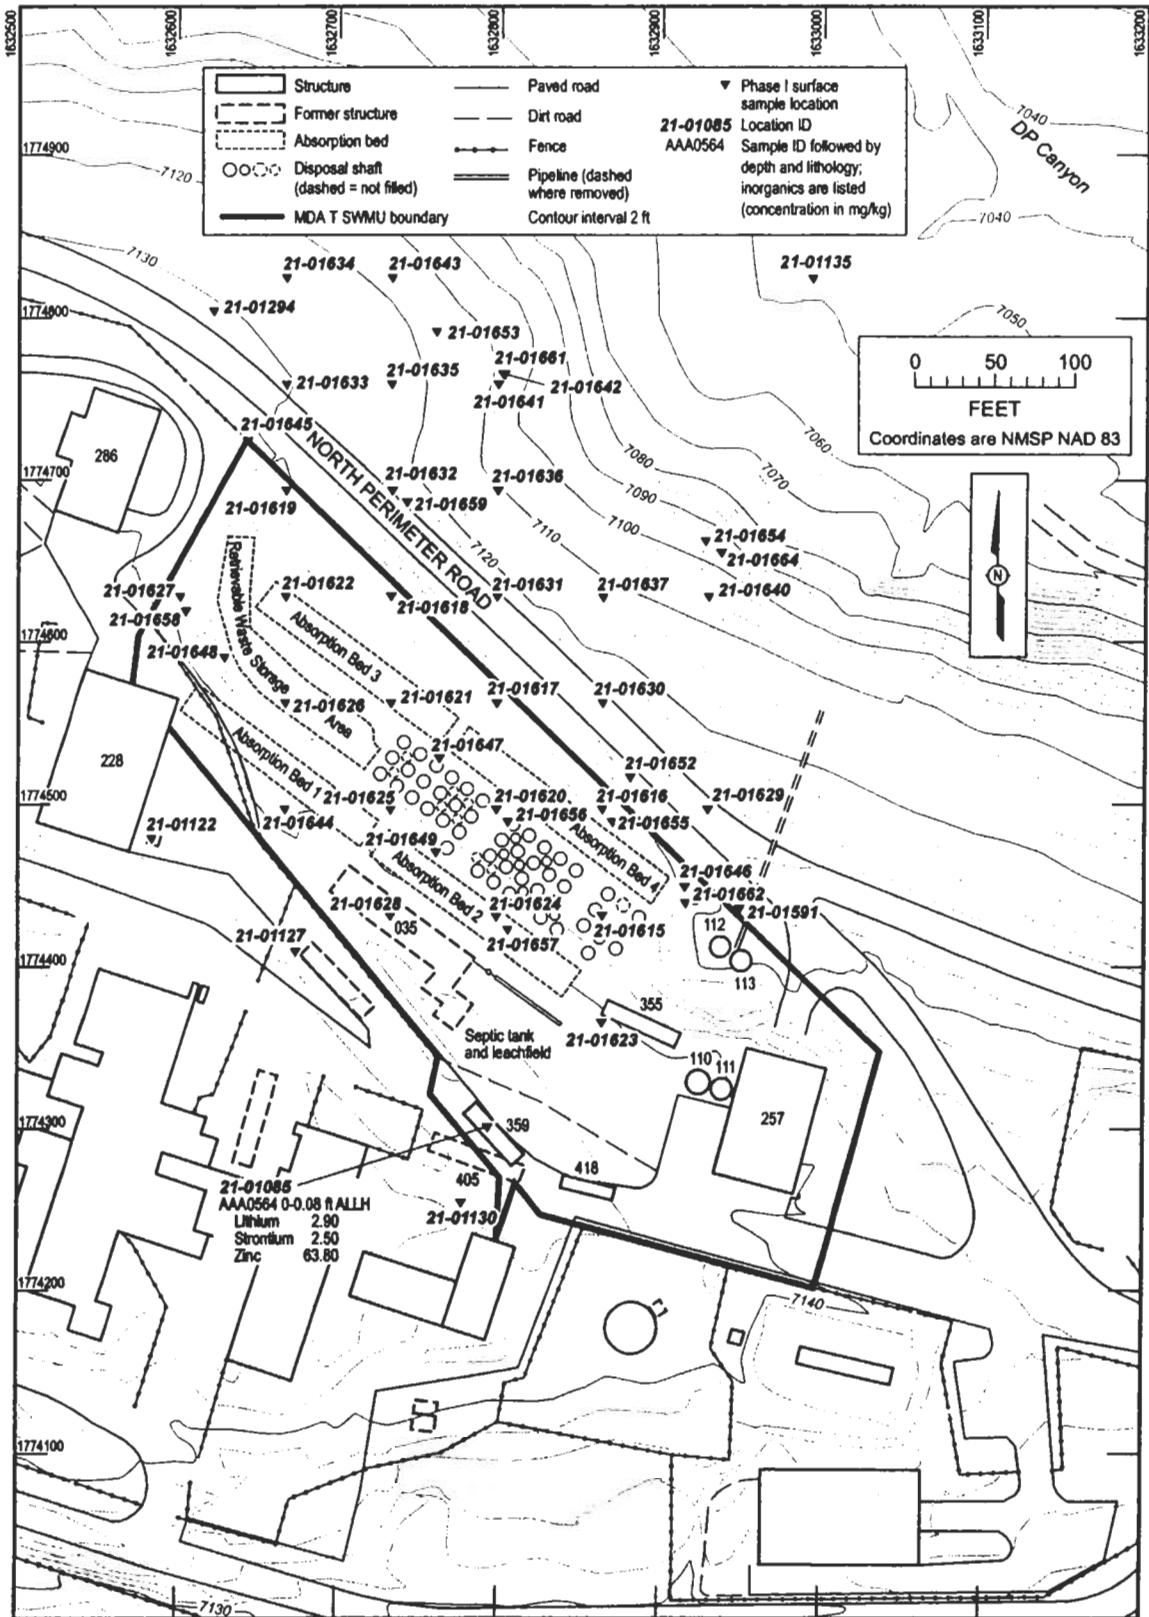 1632500
1632600
1632700
1632800
1632900
1633000
1633100
1633200
Structure
Former structure
Absorption bed
Disposal shaft
(dashed = not filled)
MDA T SWMU boundary
Paved road
Dirt road
Fence
Pipeline (dashed
where removed)
Contour interval 2 ft
Phase I surface
sample location
21-01085 Location ID
AAA0564 Sample ID followed by
depth and lithology;
inorganics are listed
(concentration in mg/kg)
7040
DP Canyon
1774900
7120
7040
7130
21-01634
21-01643
21-01135
1774800
21-01294
7050
21-01653
0 50 100
FEET
Coordinates are NMSP NAD 83
21-01661
21-01633
21-01635
21-01642
21-01641
21-01645
NORTH PERIMETER ROAD
7060
286
7080
7070
1774700
21-01632
21-01636
7090
21-01619
21-01659
7100
7110
21-01654
7120
21-01664
N
Retrievable Waste Storage
Area
21-01627
21-01622
21-01631
21-01637
21-01640
21-01618
21-01658
1774600
Absorption Bed 3
21-01648
21-01621
21-01617
21-01630
21-01626
Absorption Bed 1
21-01647
228
21-01652
1774500
21-01625
21-01620
21-01616
21-01629
21-01122
21-01644
21-01656
21-01655
21-01649
Absorption Bed 4
Absorption Bed 2
21-01646
21-01662
21-01628
035
21-01624
21-01591
21-01615
112
21-01127
21-01657
1774400
113
355
Septic tank
and leachfield
21-01623
110
111
1774300
359
257
418
405
21-01085
AAA0564 0-0.08 ft ALLH
Lithium 2.90
Strontium 2.50
Zinc 63.80
21-01130
1774200
7140
1774100
7130